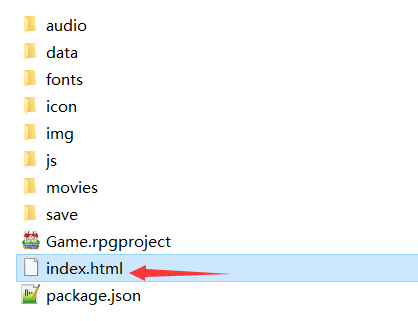 audio
data
fonts
icon
img
js
movies
save
Game.rpgproject
index.html
package.json